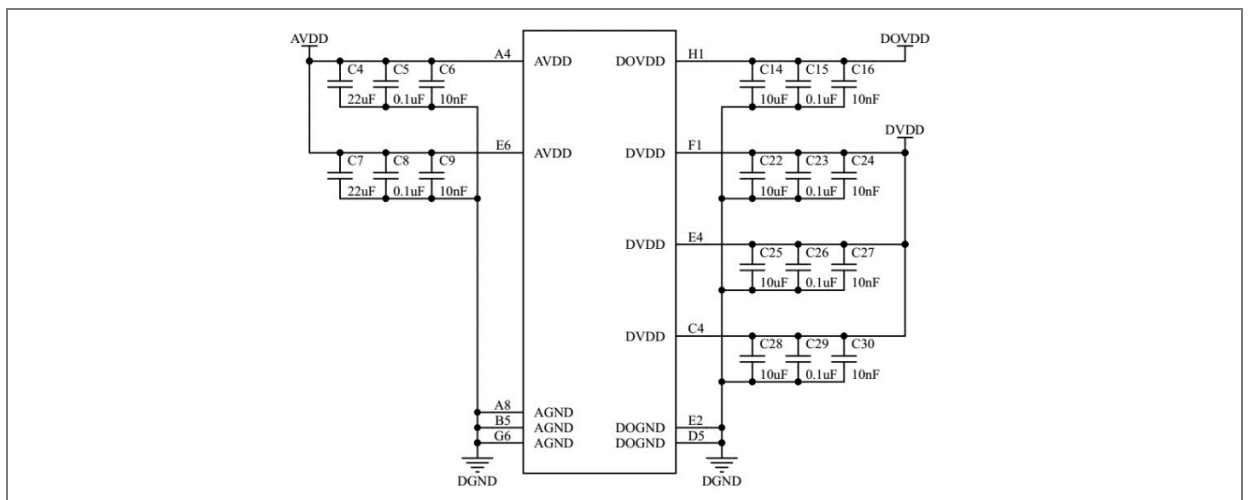 AVDD A4 AVDD DOVDD H1 DOVDD
C4 C5 C6 C14 C15 C16
22uF 0.1uF 10nF 10uF 0.1uF 10nF
DVDD
E6 AVDD DVDD F1
C7 C8 C9 C22 C23 C24
22uF 0.1uF 10nF 10uF 0.1uF 10nF
DVDD E4
C25 C26 C27
10uF 0.1uF 10nF
DVDD C4
C28 C29 C30
10uF 0.1uF 10nF
A8 AGND
B5 AGND DOGND E2
G6 AGND DOGND D5
DGND DGND